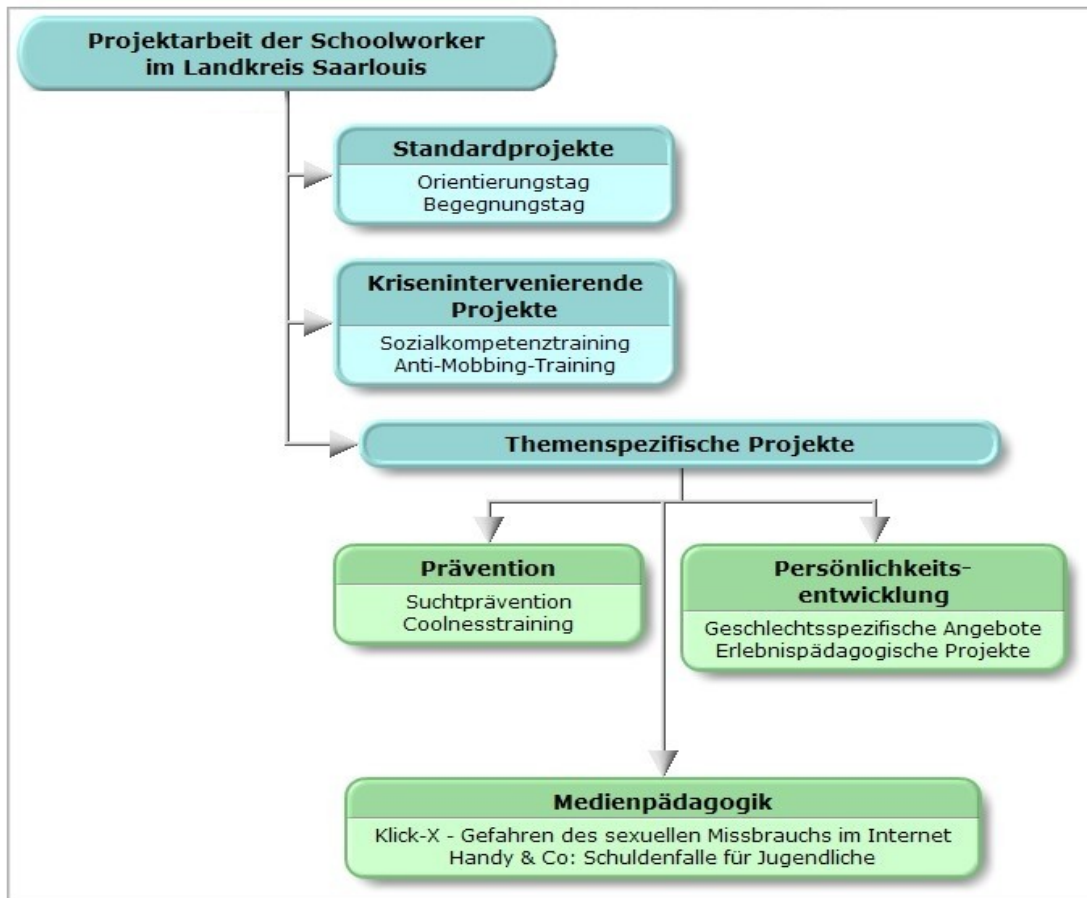 Projektarbeit der Schoolworker
im Landkreis Saarlouis
Standardprojekte
Orientierungstag
Begegnungstag
Krisenintervenierende
Projekte
Sozialkompetenztraining
Anti-Mobbing-Training
Themenspezifische Projekte
Prävention
Suchtprävention
Coolnesstraining
Persönlichkeits-
entwicklung
Geschlechtsspezifische Angebote
Erlebnispädagogische Projekte
Medienpädagogik
Klick-X - Gefahren des sexuellen Missbrauchs im Internet
Handy & Co: Schuldenfalle für Jugendliche